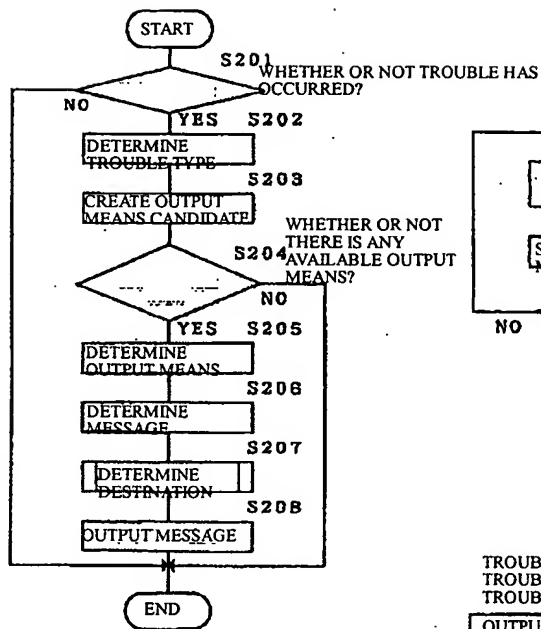 START
S201
WHETHER OR NOT TROUBLE HAS
OCCURRED?
NO
YES S202
DETERMINE
TROUBLE TYPE
S203
CREATE OUTPUT
MEANS CANDIDATE
WHETHER OR NOT
THERE IS ANY
AVAILABLE OUTPUT
MEANS?
S204
NO
YES S205
DETERMINE
OUTPUT MEANS
S206
DETERMINE
MESSAGE
S207
DETERMINE
DESTINATION
S208
OUTPUT MESSAGE
END
S
NO
TROUB
TROUB
TROUB
OUTPU